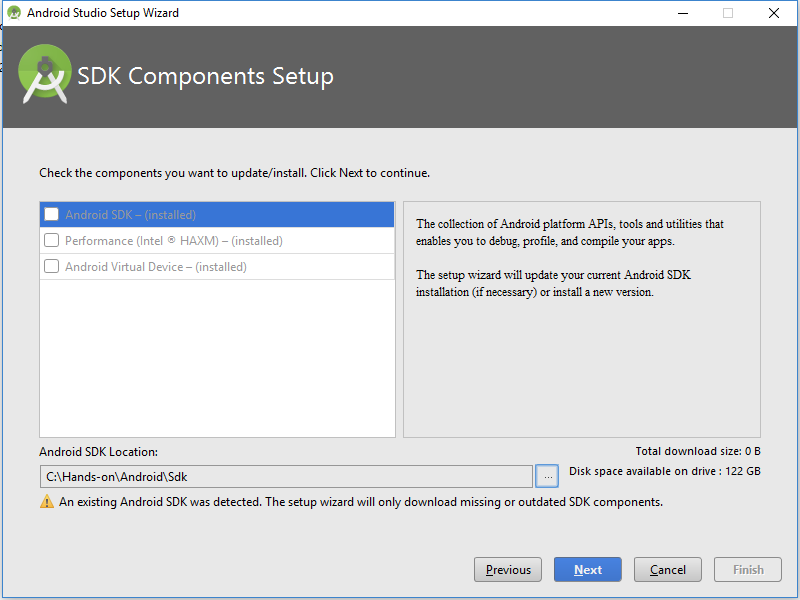 Android Studio Setup Wizard
SDK Components Setup
Check the components you want to update/install. Click Next to continue.
Android SDK – (installed)
Performance (Intel ® HAXM) – (installed)
Android Virtual Device – (installed)
The collection of Android platform APIs, tools and utilities that
enables you to debug, profile, and compile your apps.
The setup wizard will update your current Android SDK
installation (if necessary) or install a new version.
Android SDK Location:
Total download size: 0 B
C:\Hands-on\Android\Sdk
...
Disk space available on drive : 122 GB
An existing Android SDK was detected. The setup wizard will only download missing or outdated SDK components.
Previous
Next
Cancel
Finish